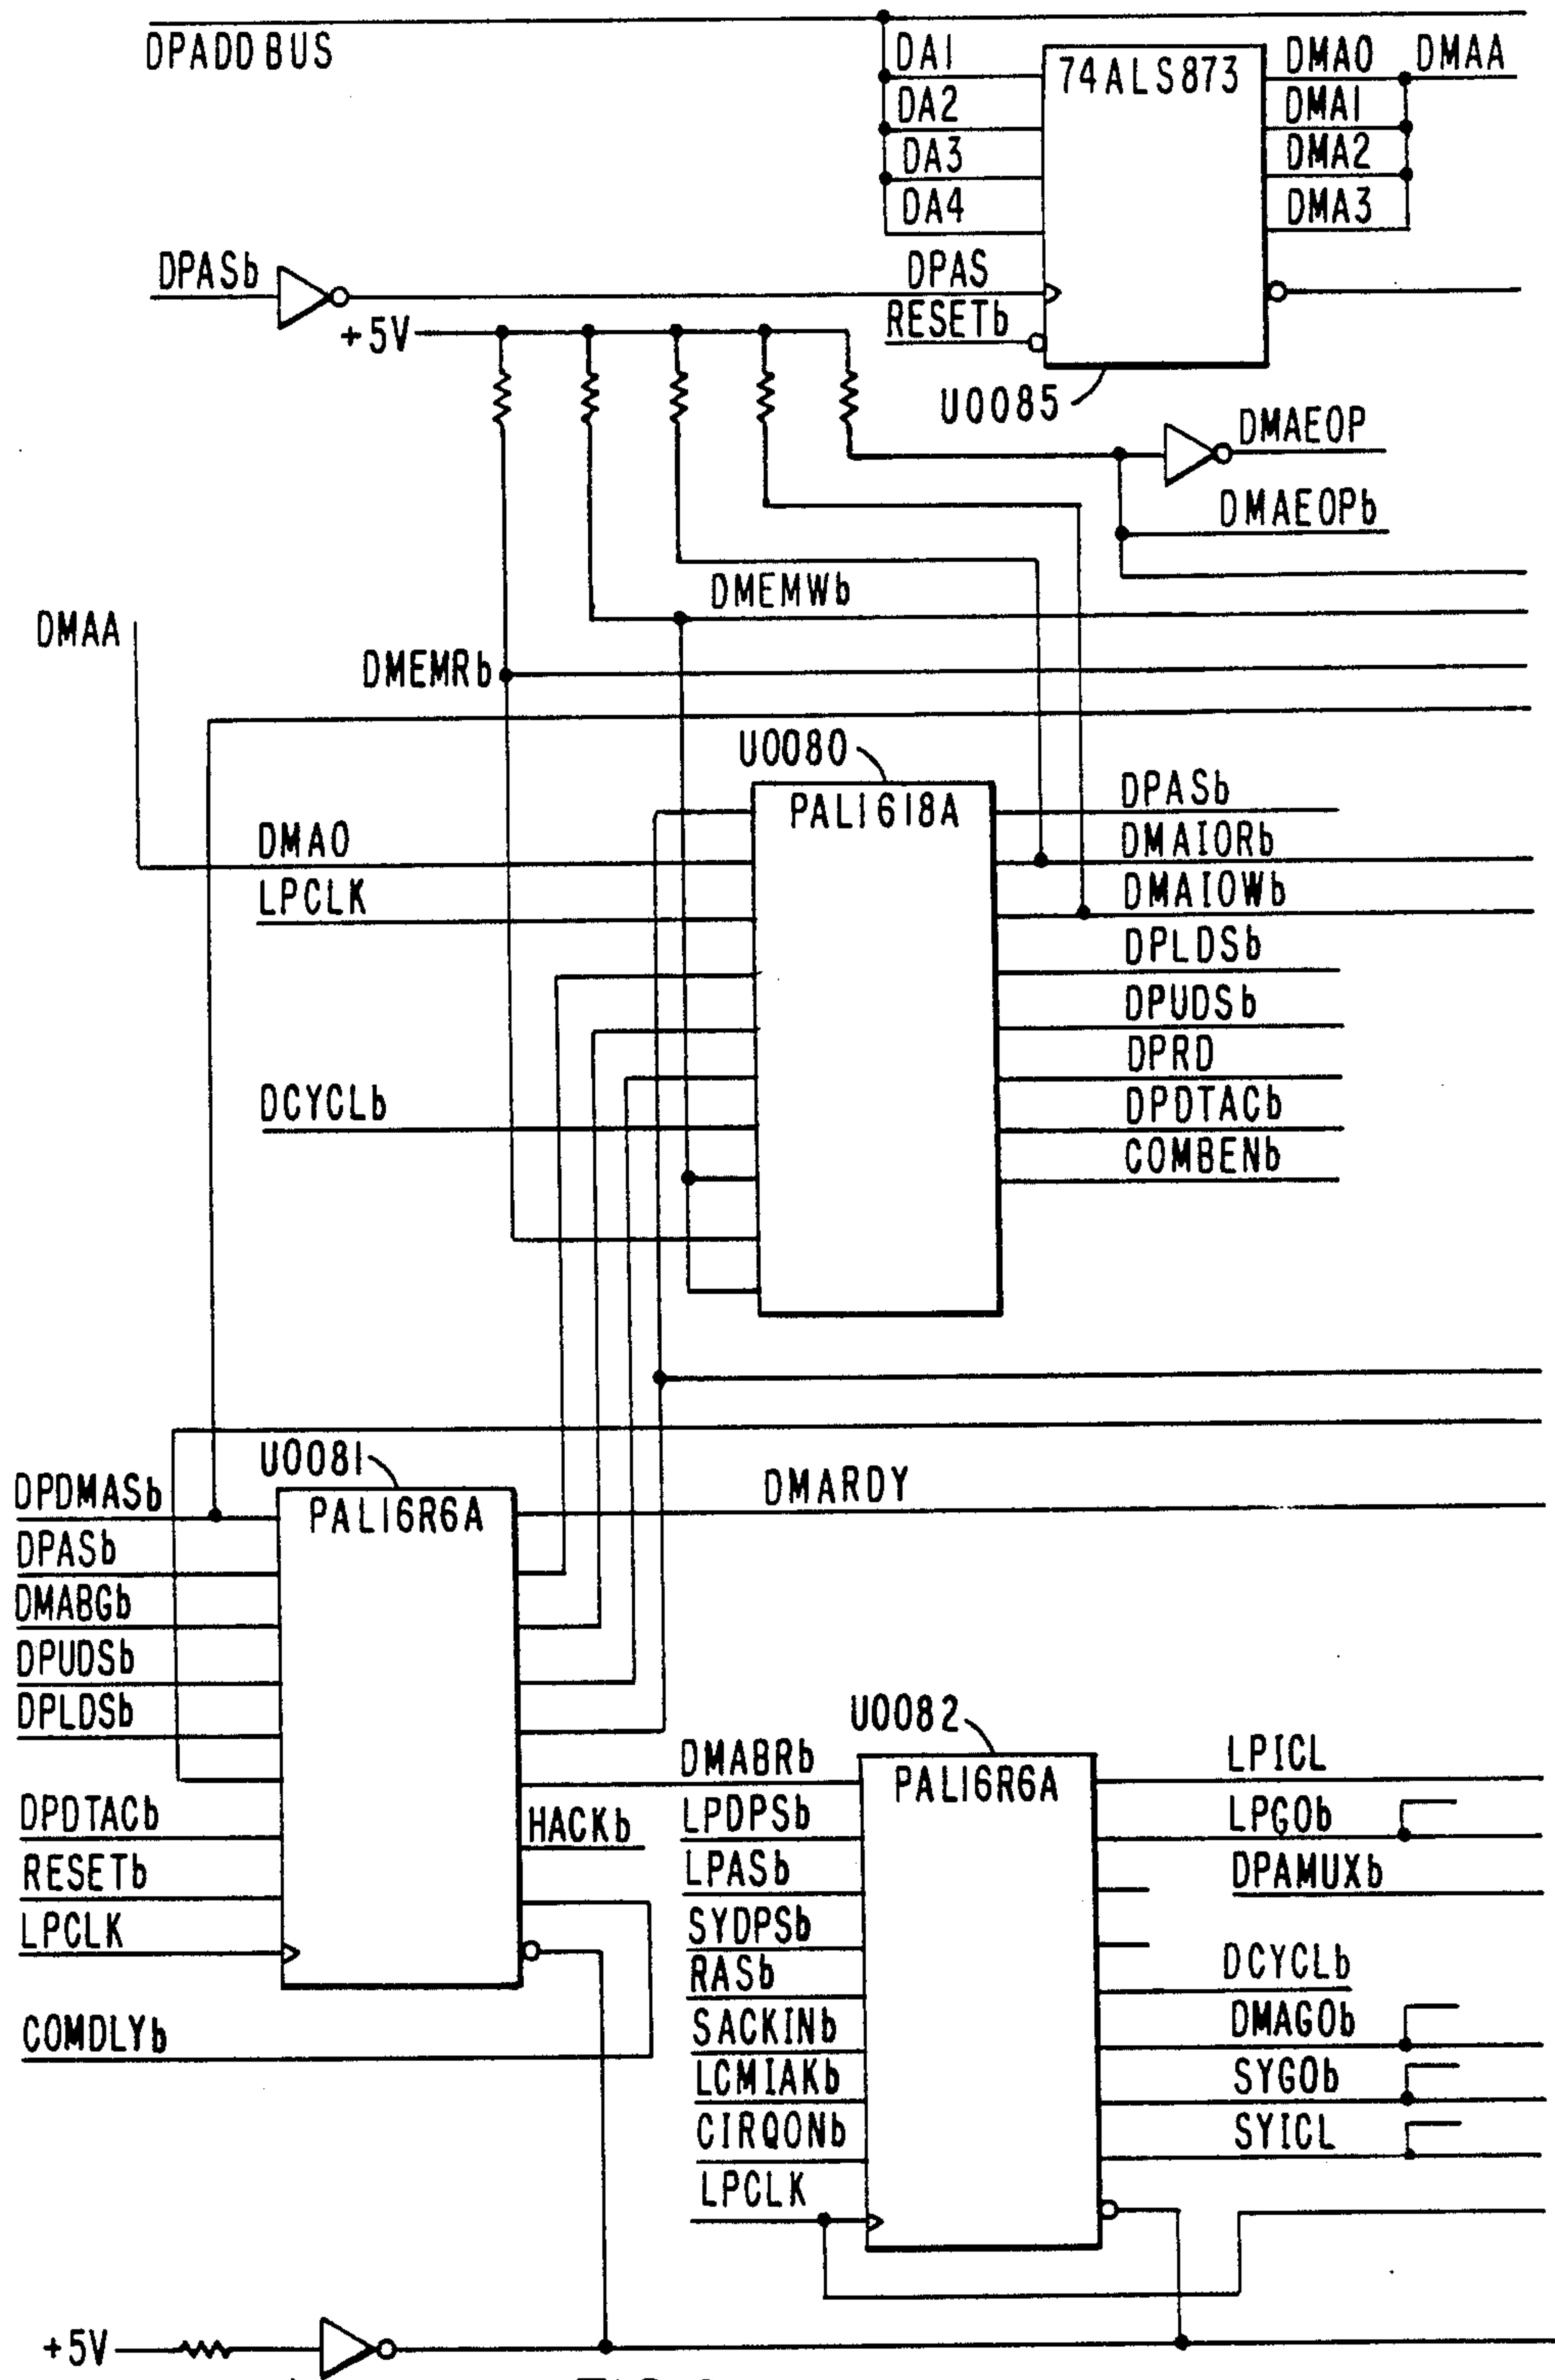 DPADDBUS
DA1
DA2
DA3
DA4
74ALS873
DMA0
DMA1
DMA2
DMA3
DMAA
DPASb
DPAS
RESETb
+5V
U0085
DMAEOP
DMAEOPb
DMEMWb
DMAA
DMEMRb
U0080
PAL16L8A
DMA0
LPCLK
DCYCLb
DPASb
DMAIORb
DMAIOWb
DPLDSb
DPUDSb
DPRD
DPDTACb
COMBENb
U0081
PAL16R6A
DPDMASb
DPASb
DMABGb
DPUDSb
DPLDSb
DPDTACb
RESETb
LPCLK
COMDLYb
DMARDY
DMABRb
HACKb
U0082
PAL16R6A
LPDPSb
LPASb
SYDPSb
RASb
SACKINb
LCMIAKb
CIRQONb
LPCLK
LPICL
LPGOb
DPAMUXb
DCYCLb
DMAGOb
SYGOb
SYICL
+5V